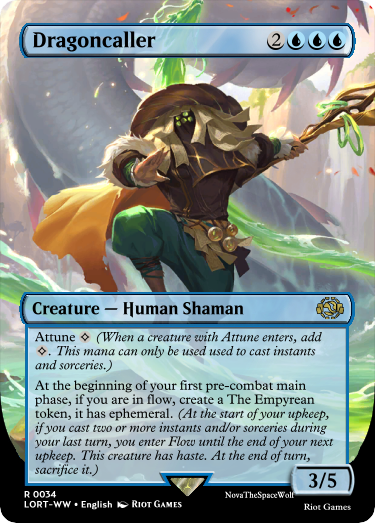 Dragoncaller 2
Creature — Human Shaman
Attune (When a creature with Attune enters, add
. This mana can only be used used to cast instants
and sorceries.)
At the beginning of your first pre-combat main
phase, if you are in flow, create a The Empyrean
token, it has ephemeral. (At the start of your upkeep,
if you cast two or more instants and/or sorceries during
your last turn, you enter Flow until the end of your next
upkeep. This creature has haste. At the end of turn,
sacrifice it.)
3/5
R 0034
LORT-WW • English Riot Games
NovaTheSpaceWolf
Riot Games